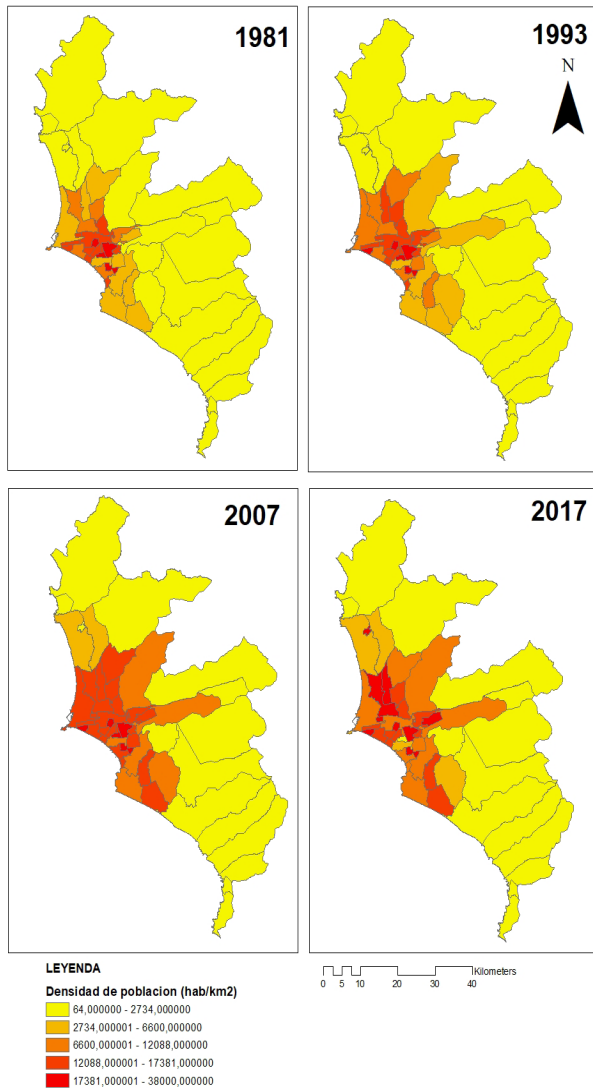 1981
1993
N
2007
2017
LEYENDA
Densidad de poblacion (hab/km2)
64,000000 - 2734,000000
2734,000001 - 6600,000000
6600,000001 - 12088,000000
12088,000001 - 17381,000000
17381,000001 - 38000,000000
Kilometers
0 5 10 20 30 40